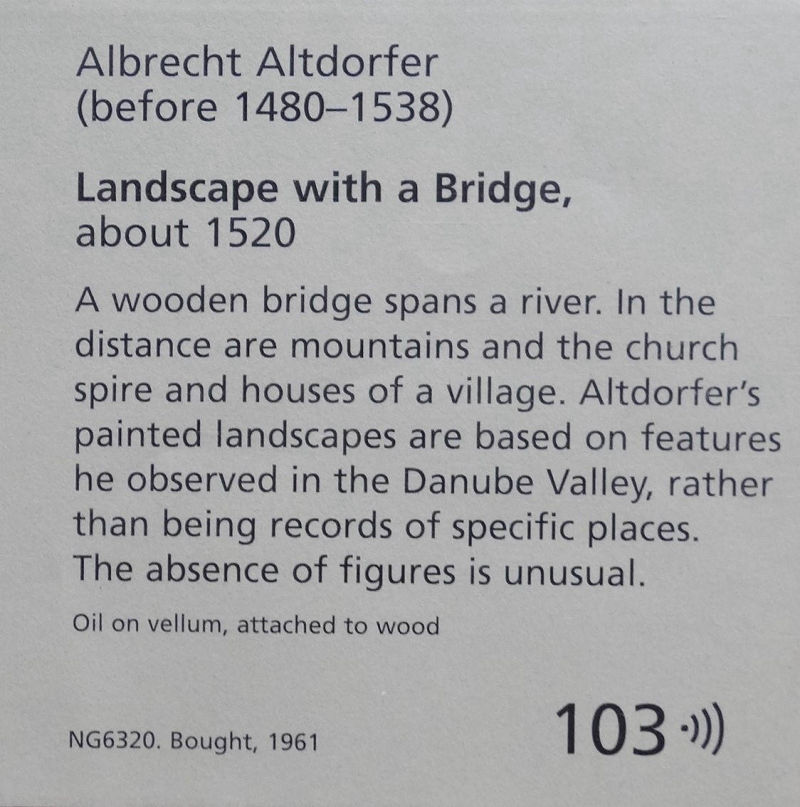 Albrecht Altdorfer
(before 1480–1538)
Landscape with a Bridge,
about 1520
A wooden bridge spans a river. In the
distance are mountains and the church
spire and houses of a village. Altdorfer's
painted landscapes are based on features
he observed in the Danube Valley, rather
than being records of specific places.
The absence of figures is unusual.
Oil on vellum, attached to wood
NG6320. Bought, 1961
103